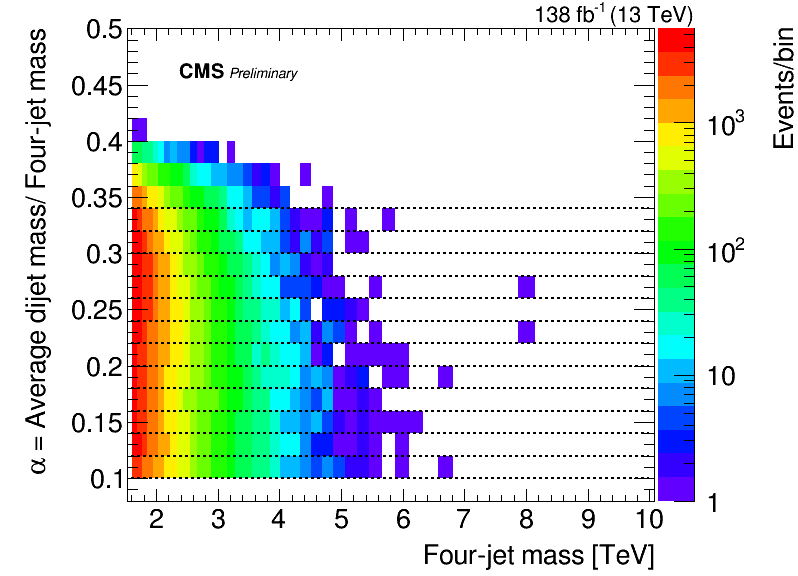 138 fb-1 (13 TeV)
CMS Preliminary
α = Average dijet mass/ Four-jet mass
0.5
0.45
0.4
0.35
0.3
0.25
0.2
0.15
0.1
2 3 4 5 6 7 8 9 10
Four-jet mass [TeV]
Events/bin
10³
10²
10
1